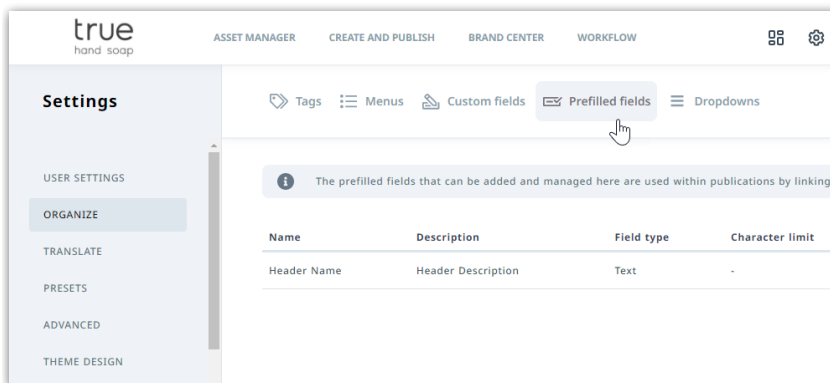 true
hand soap
ASSET MANAGER CREATE AND PUBLISH BRAND CENTER WORKFLOW
Settings
Tags Menus Custom fields Prefilled fields Dropdowns
USER SETTINGS
ORGANIZE
TRANSLATE
PRESETS
ADVANCED
THEME DESIGN
The prefilled fields that can be added and managed here are used within publications by linking
Name Description Field type Character limit
Header Name Header Description Text -